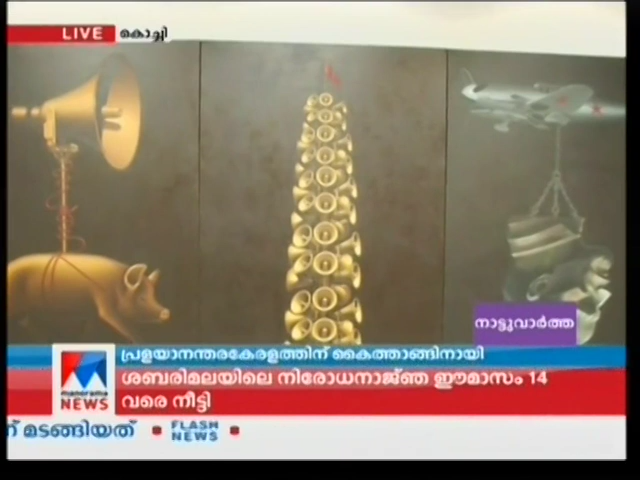 LIVE കൊച്ചി
നാട്ടുവാർത്ത
പ്രളയാനന്തരകേരളത്തിന് കൈത്താങ്ങിനായി
ശബരിമലയിലെ നിരോധനാജ്ഞ ഈമാസം 14
വരെ നീട്ടി
manorama
NEWS
മടങ്ങിയത്
FLASH
NEWS